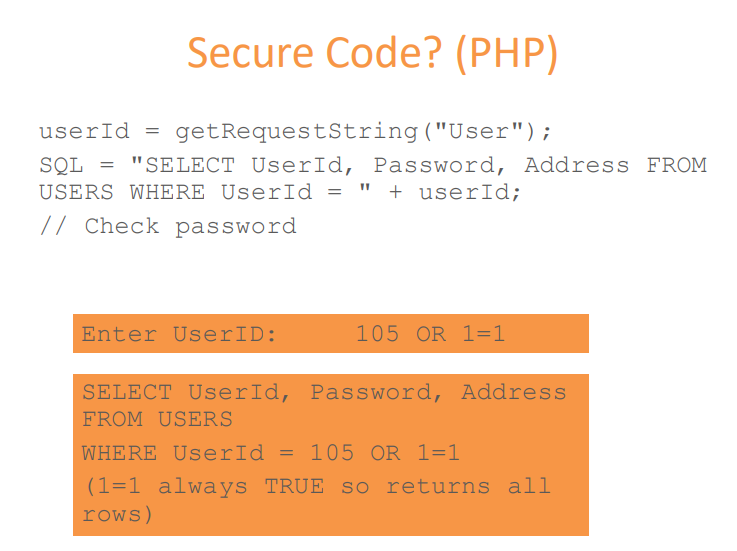 Secure Code? (PHP)
userId = getRequestString("User");
SQL = "SELECT UserId, Password, Address FROM
USERS WHERE UserId = " + userId;
// Check password
Enter UserID: 105 OR 1=1
SELECT UserId, Password, Address
FROM USERS
WHERE UserId = 105 OR 1=1
(1=1 always TRUE so returns all
rows)